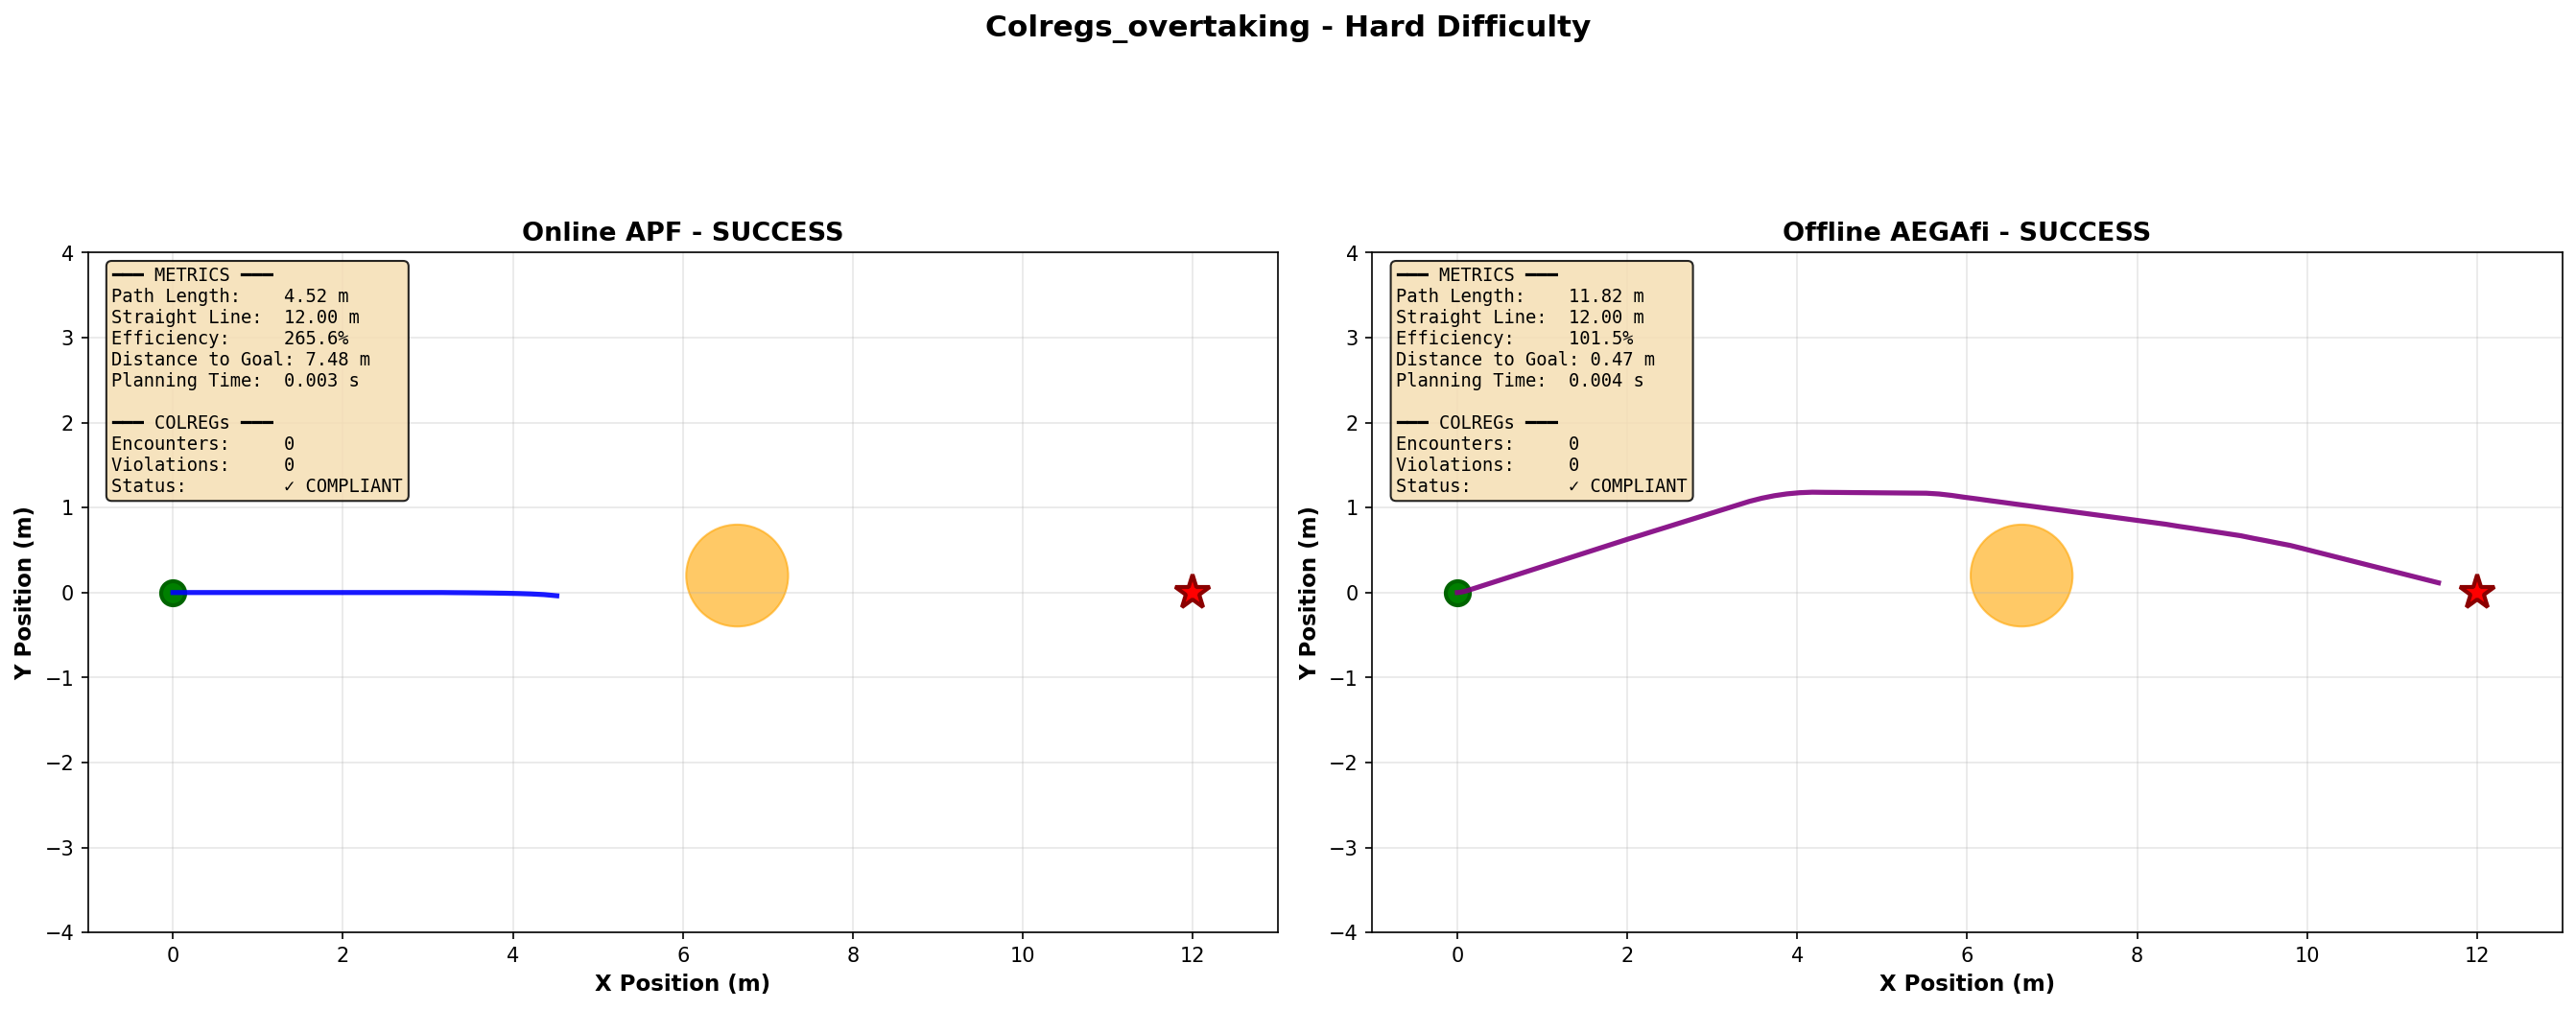 Colregs_overtaking - Hard Difficulty
Online APF - SUCCESS
━━━ METRICS ━━━
Path Length:    4.52 m
Straight Line:  12.00 m
Efficiency:     265.6%
Distance to Goal: 7.48 m
Planning Time:  0.003 s
━━━ COLREGs ━━━
Encounters:     0
Violations:     0
Status:         ✓ COMPLIANT
4
3
2
1
0
−1
−2
−3
−4
Y Position (m)
0 2 4 6 8 10 12
X Position (m)
Offline AEGAfi - SUCCESS
━━━ METRICS ━━━
Path Length:    11.82 m
Straight Line:  12.00 m
Efficiency:     101.5%
Distance to Goal: 0.47 m
Planning Time:  0.004 s
━━━ COLREGs ━━━
Encounters:     0
Violations:     0
Status:         ✓ COMPLIANT
4
3
2
1
0
−1
−2
−3
−4
Y Position (m)
0 2 4 6 8 10 12
X Position (m)